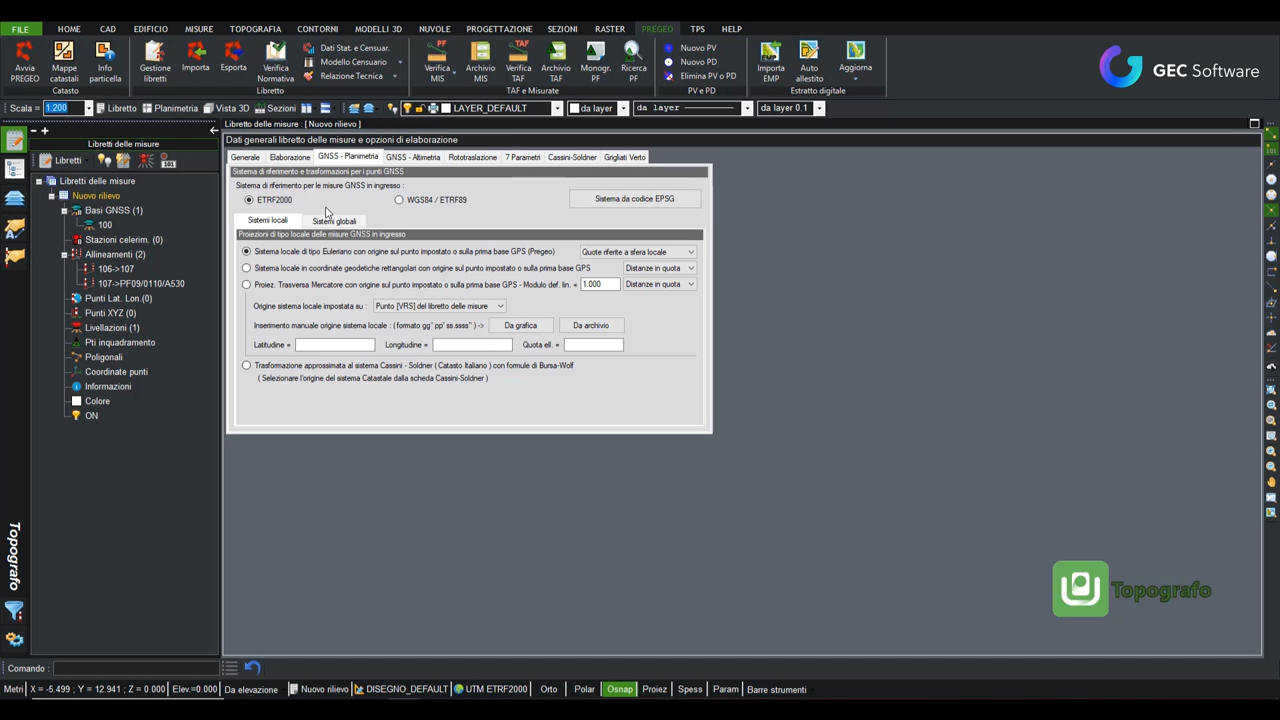 FILE HOME CAD EDIFICIO MISURE TOPOGRAFIA CONTORNI MODELLI 3D NUVOLE PROGETTAZIONE SEZIONI RASTER PREGEO TPS HELP
Avvia PREGEO
Mappe catastali
Info particella
Catasto
Gestione libretti
Importa
Esporta
Verifica Normativa
Dati Stat. e Censuar.
Modello Censuario
Relazione Tecnica
Libretto
Verifica MIS
Archivio MIS
Verifica TAF
Archivio TAF
Monogr. PF
Ricerca PF
TAF e Misurate
Nuovo PV
Nuovo PD
Elimina PV o PD
PV e PD
Importa EMP
Auto allestito
Aggiorna
Estratto digitale
GEC Software
Scala = 1:200 Libretto Planimetria Vista 3D Sezioni LAYER_DEFAULT da layer da layer da layer 0.1
Libretto delle misure : [ Nuovo rilievo ]
Libretto delle misure
Libretti
Libretti delle misure
Nuovo rilievo
Basi GNSS (1)
100
Stazioni celerim. (0)
Allineamenti (2)
106->107
107->PF09/0110/A530
Punti Lat. Lon.(0)
Punti XYZ (0)
Livellazioni (1)
Pti inquadramento
Poligonali
Coordinate punti
Informazioni
Colore
ON
Topografo
Dati generali libretto delle misure e opzioni di elaborazione
Generale Elaborazione GNSS - Planimetria GNSS - Altimetria Rototraslazione 7 Parametri Cassini-Soldner Grigliati Verto
Sistema di riferimento e trasformazioni per i punti GNSS
Sistema di riferimento per le misure GNSS in ingresso :
ETRF2000 WGS84 / ETRF89 Sistema da codice EPSG
Sistemi locali Sistemi globali
Proiezioni di tipo locale delle misure GNSS in ingresso
Sistema locale di tipo Euleriano con origine sul punto impostato o sulla prima base GPS (Pregeo) Quote riferite a sfera locale
Sistema locale in coordinate geodetiche rettangolari con origine sul punto impostato o sulla prima base GPS Distanze in quota
Proiez. Trasversa Mercatore con origine sul punto impostato o sulla prima base GPS - Modulo def. lin. = 1.000 Distanze in quota
Origine sistema locale impostata su : Punto [VRS] del libretto delle misure
Inserimento manuale origine sistema locale : ( formato gg° pp' ss.ssss'' ) -> Da grafica Da archivio
Latitudine = Longitudine = Quota ell. =
Trasformazione approssimata al sistema Cassini - Soldner ( Catasto Italiano ) con formule di Bursa-Wolf
( Selezionare l'origine del sistema Catastale dalla scheda Cassini-Soldner )
Topografo
Comando :
Metri X = -5.499 ; Y = 12.941 ; Z = 0.000 Elev.=0.000 Da elevazione Nuovo rilievo DISEGNO_DEFAULT UTM ETRF2000 Orto Polar Osnap Proiez Spess Param Barre strumenti